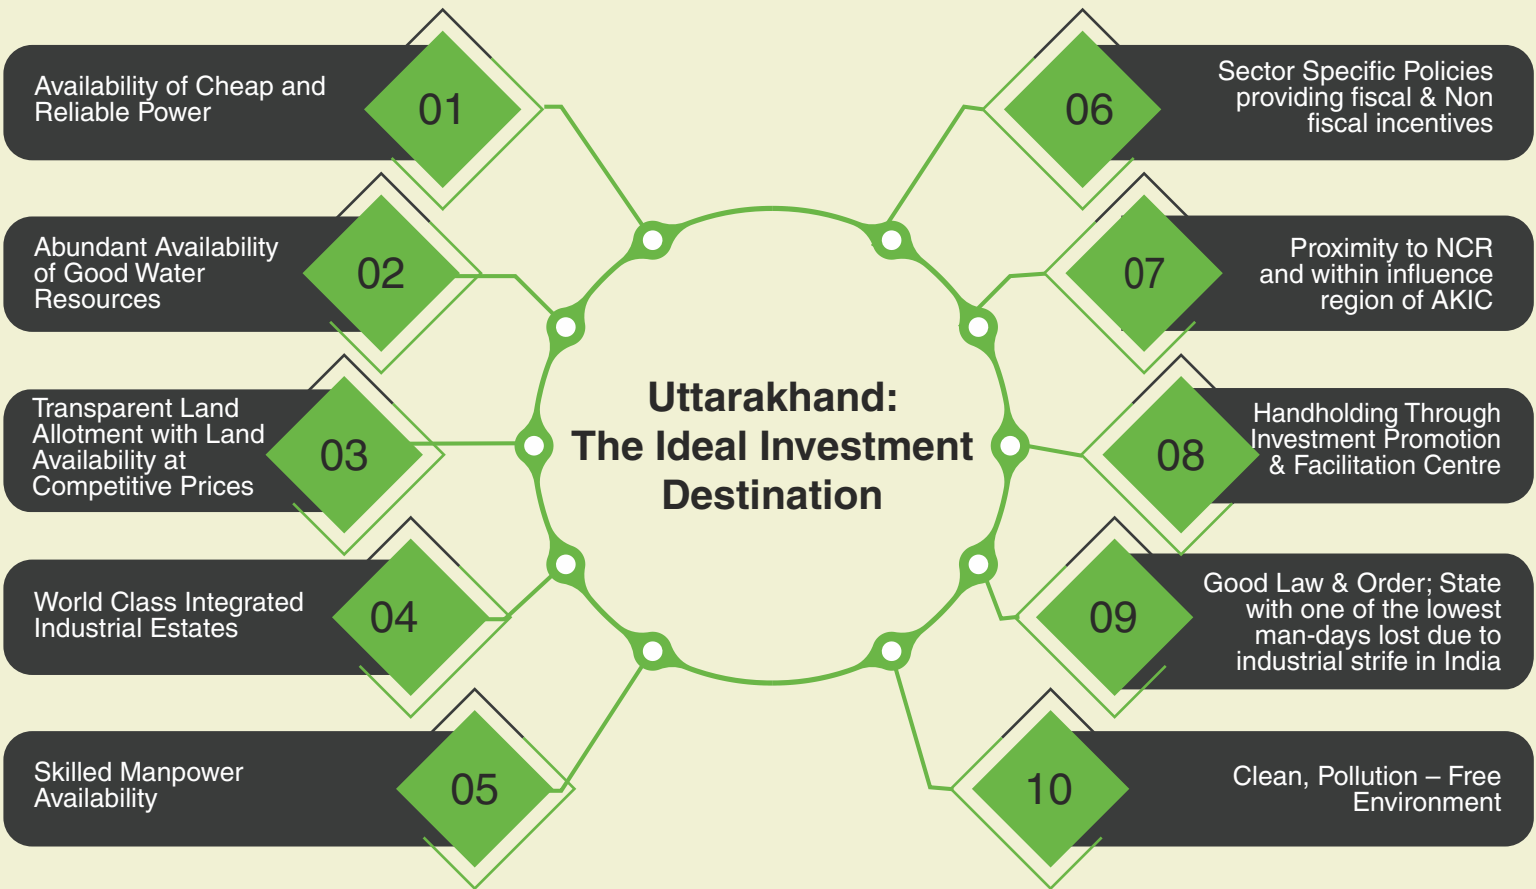 01
Availability of Cheap and
Reliable Power
02
Abundant Availability
of Good Water
Resources
03
Transparent Land
Allotment with Land
Availability at
Competitive Prices
04
World Class Integrated
Industrial Estates
05
Skilled Manpower
Availability
Uttarakhand:
The Ideal Investment
Destination
06
Sector Specific Policies
providing fiscal & Non
fiscal incentives
07
Proximity to NCR
and within influence
region of AKIC
08
Handholding Through
Investment Promotion
& Facilitation Centre
09
Good Law & Order; State
with one of the lowest
man-days lost due to
industrial strife in India
10
Clean, Pollution – Free
Environment